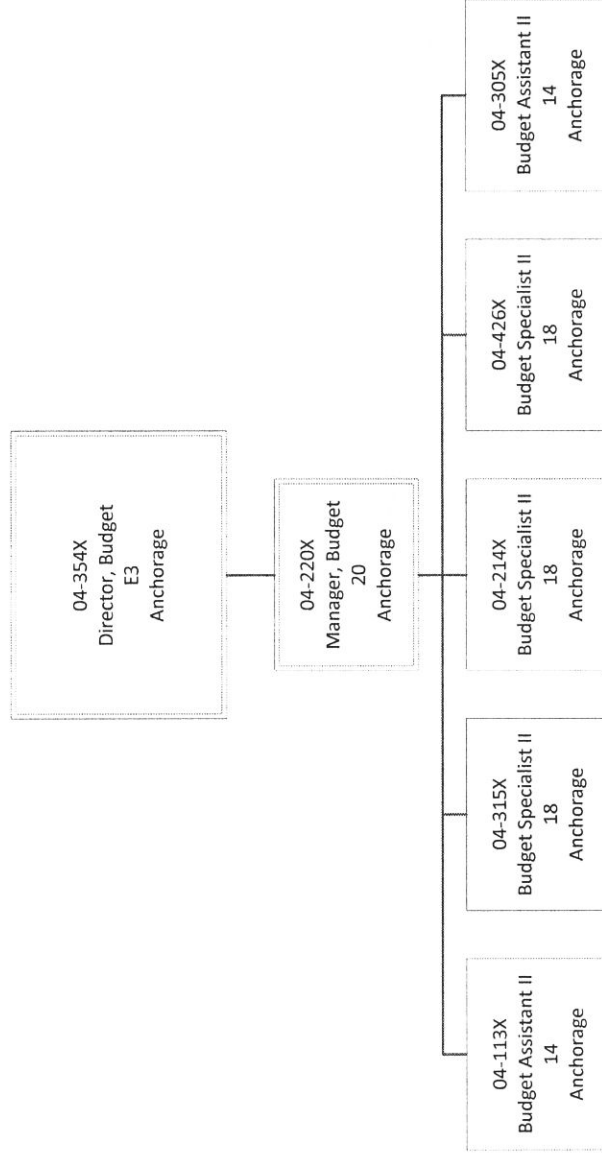 04-354X
Director, Budget
E3
Anchorage
04-220X
Manager, Budget
20
Anchorage
04-113X
Budget Assistant II
14
Anchorage
04-315X
Budget Specialist II
18
Anchorage
04-214X
Budget Specialist II
18
Anchorage
04-426X
Budget Specialist II
18
Anchorage
04-305X
Budget Assistant II
14
Anchorage